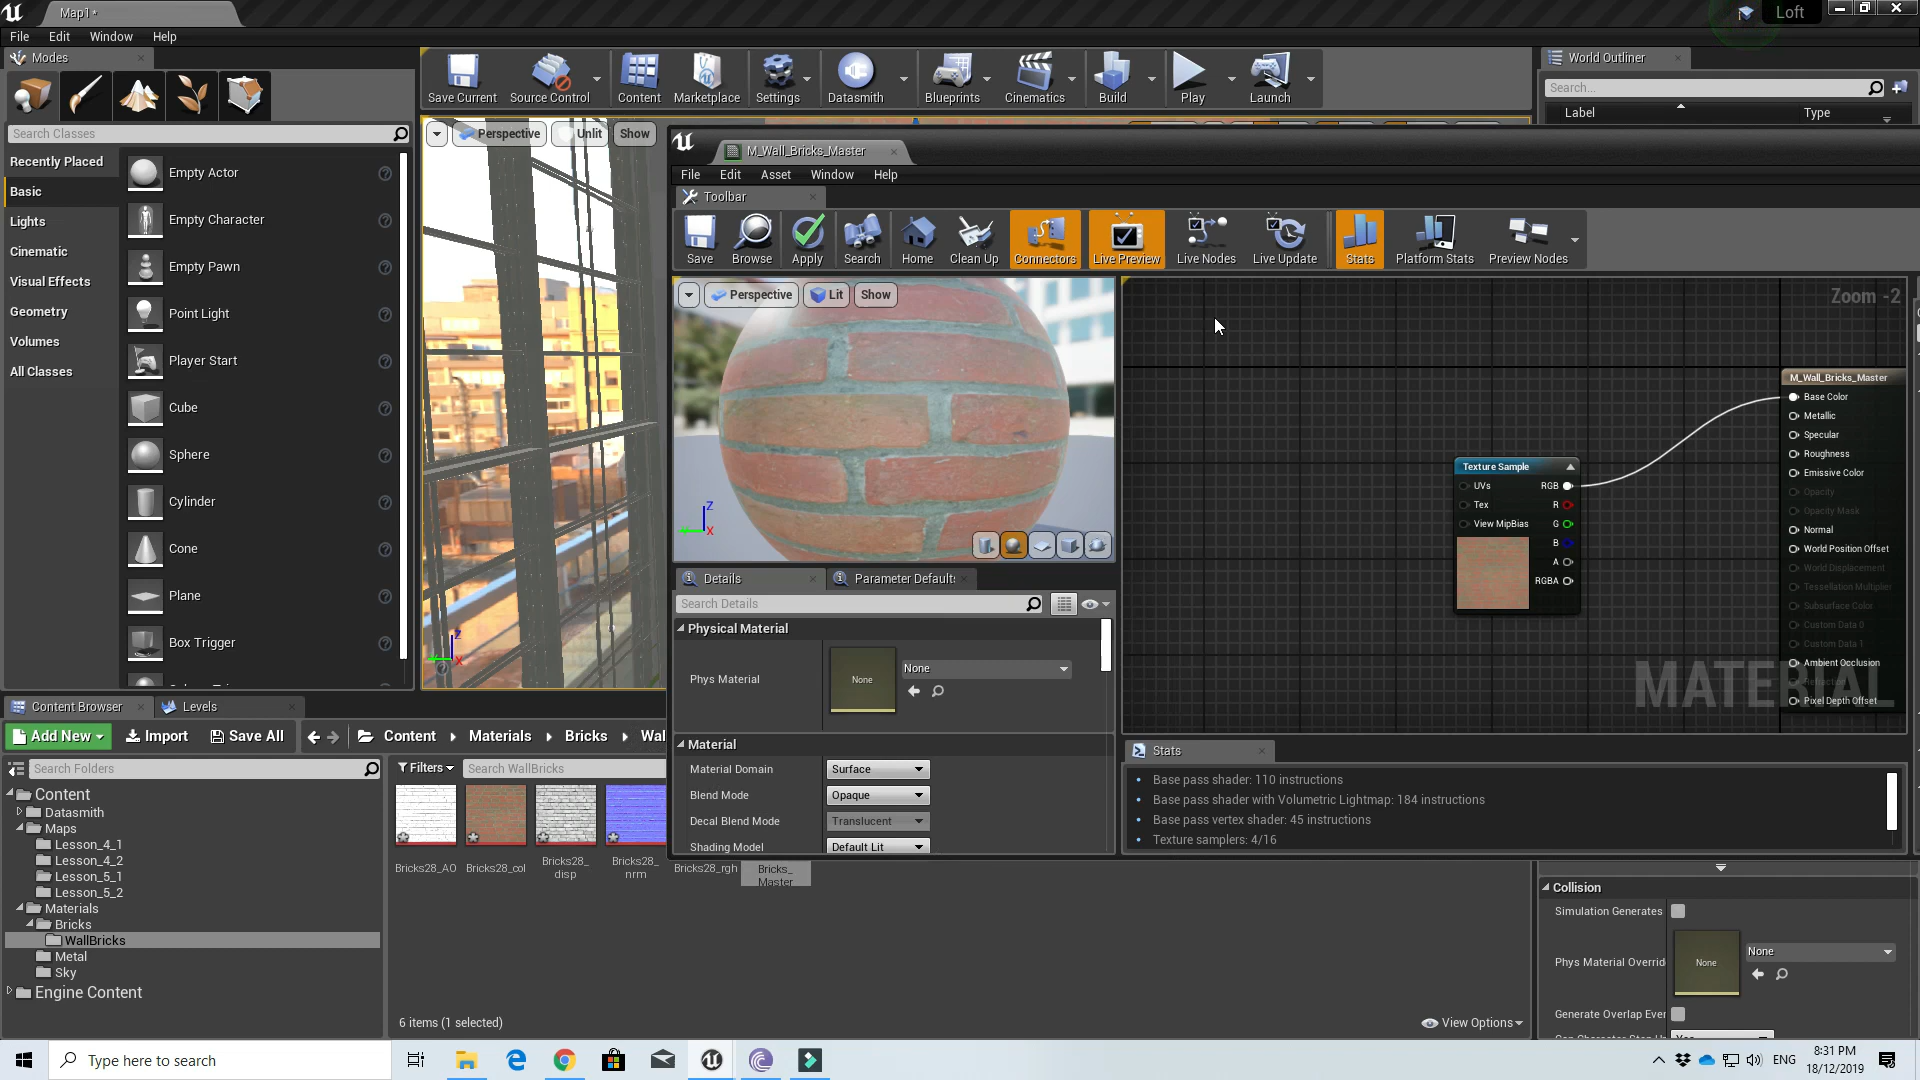 Map1*
Loft
File Edit Window Help
Modes
Search Classes
Recently Placed
Basic
Lights
Cinematic
Visual Effects
Geometry
Volumes
All Classes
Empty Actor
Empty Character
Empty Pawn
Point Light
Player Start
Cube
Sphere
Cylinder
Cone
Plane
Box Trigger
Save Current
Source Control
Content
Marketplace
Settings
Datasmith
Blueprints
Cinematics
Build
Play
Launch
World Outliner
Search...
Label
Type
Perspective
Unlit
Show
M_Wall_Bricks_Master
File Edit Asset Window Help
Toolbar
Save
Browse
Apply
Search
Home
Clean Up
Connectors
Live Preview
Live Nodes
Live Update
Stats
Platform Stats
Preview Nodes
Perspective
Lit
Show
Z
X
Zoom -2
Texture Sample
UVs
RGB
Tex
R
View MipBias
G
B
A
RGBA
M_Wall_Bricks_Master
Base Color
Metallic
Specular
Roughness
Emissive Color
Opacity
Opacity Mask
Normal
World Position Offset
World Displacement
Tessellation Multiplier
Subsurface Color
Custom Data 0
Custom Data 1
Ambient Occlusion
Refraction
Pixel Depth Offset
MATERIAL
Z
X
Details
Parameter Default
Search Details
Physical Material
Phys Material
None
None
Material
Material Domain
Surface
Blend Mode
Opaque
Decal Blend Mode
Translucent
Shading Model
Default Lit
Stats
Base pass shader: 110 instructions
Base pass shader with Volumetric Lightmap: 184 instructions
Base pass vertex shader: 45 instructions
Texture samplers: 4/16
Content Browser
Levels
Add New
Import
Save All
Content
Materials
Bricks
Wal
Search Folders
Filters
Search WallBricks
Content
Datasmith
Maps
Lesson_4_1
Lesson_4_2
Lesson_5_1
Lesson_5_2
Materials
Bricks
WallBricks
Metal
Sky
Engine Content
Bricks28_AO
Bricks28_col
Bricks28_
disp
Bricks28_
nrm
Bricks28_rgh
Bricks_
Master
6 items (1 selected)
View Options
Collision
Simulation Generates
Phys Material Overrid
None
None
Generate Overlap Ever
Type here to search
ENG
8:31 PM
18/12/2019